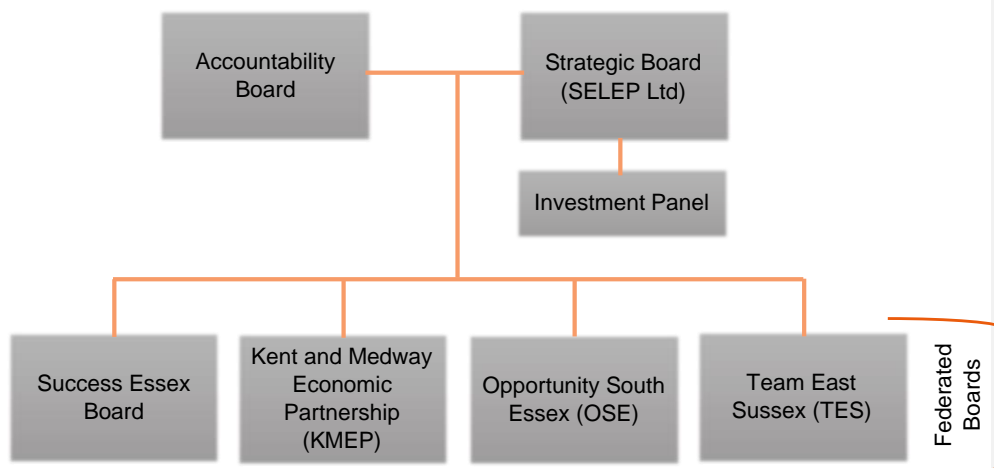 Accountability
Board
Strategic Board
(SELEP Ltd)
Investment Panel
Success Essex
Board
Kent and Medway
Economic
Partnership
(KMEP)
Opportunity South
Essex (OSE)
Team East
Sussex (TES)
Federated
Boards